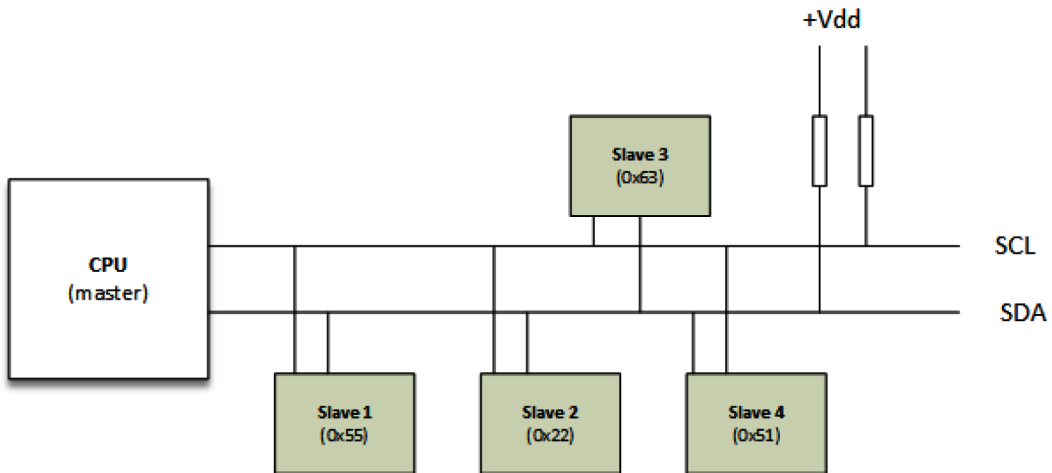 +Vdd
Slave 3
(0x63)
SCL
CPU
(master)
SDA
Slave 1
(0x55)
Slave 2
(0x22)
Slave 4
(0x51)